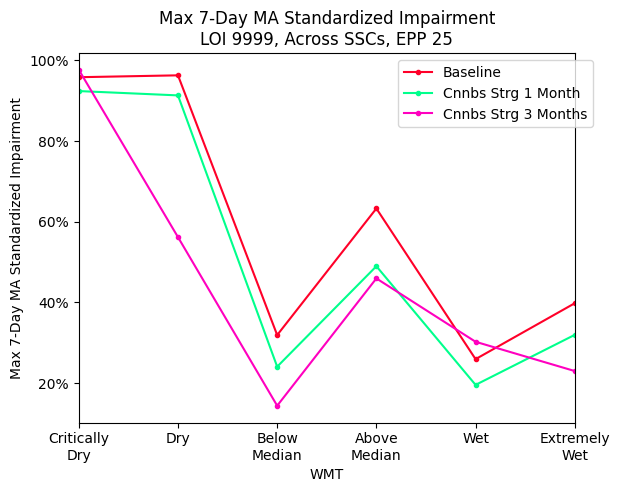 Max 7-Day MA Standardized Impairment
LOI 9999, Across SSCs, EPP 25
Baseline
Cnnbs Strg 1 Month
Cnnbs Strg 3 Months
Max 7-Day MA Standardized Impairment
100%
80%
60%
40%
20%
Critically
Dry
Dry
Below
Median
Above
Median
Wet
Extremely
Wet
WMT